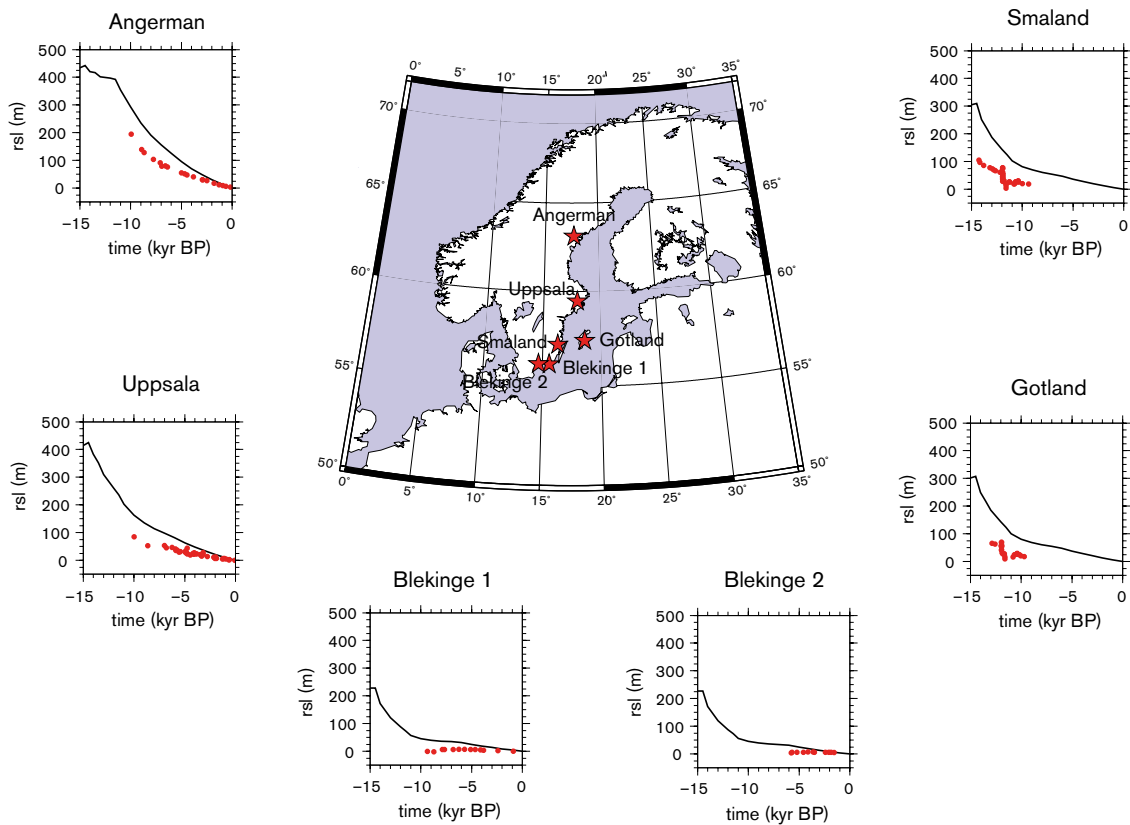 Angerman
500
400
300
200
100
0
rsl (m)
−15 −10 −5 0
time (kyr BP)
Smaland
500
400
300
200
100
0
rsl (m)
−15 −10 −5 0
time (kyr BP)
0˚ 5˚ 10˚ 15˚ 20˚ 25˚ 30˚ 35˚
70˚ 70˚
65˚ 65˚
60˚ 60˚
55˚ 55˚
50˚ 50˚
0˚ 5˚ 10˚ 15˚ 20˚ 25˚ 30˚ 35˚
Angerman
Uppsala
Smaland
Gotland
Blekinge 1
Blekinge 2
Uppsala
500
400
300
200
100
0
rsl (m)
−15 −10 −5 0
time (kyr BP)
Gotland
500
400
300
200
100
0
rsl (m)
−15 −10 −5 0
time (kyr BP)
Blekinge 1
500
400
300
200
100
0
rsl (m)
−15 −10 −5 0
time (kyr BP)
Blekinge 2
500
400
300
200
100
0
rsl (m)
−15 −10 −5 0
time (kyr BP)